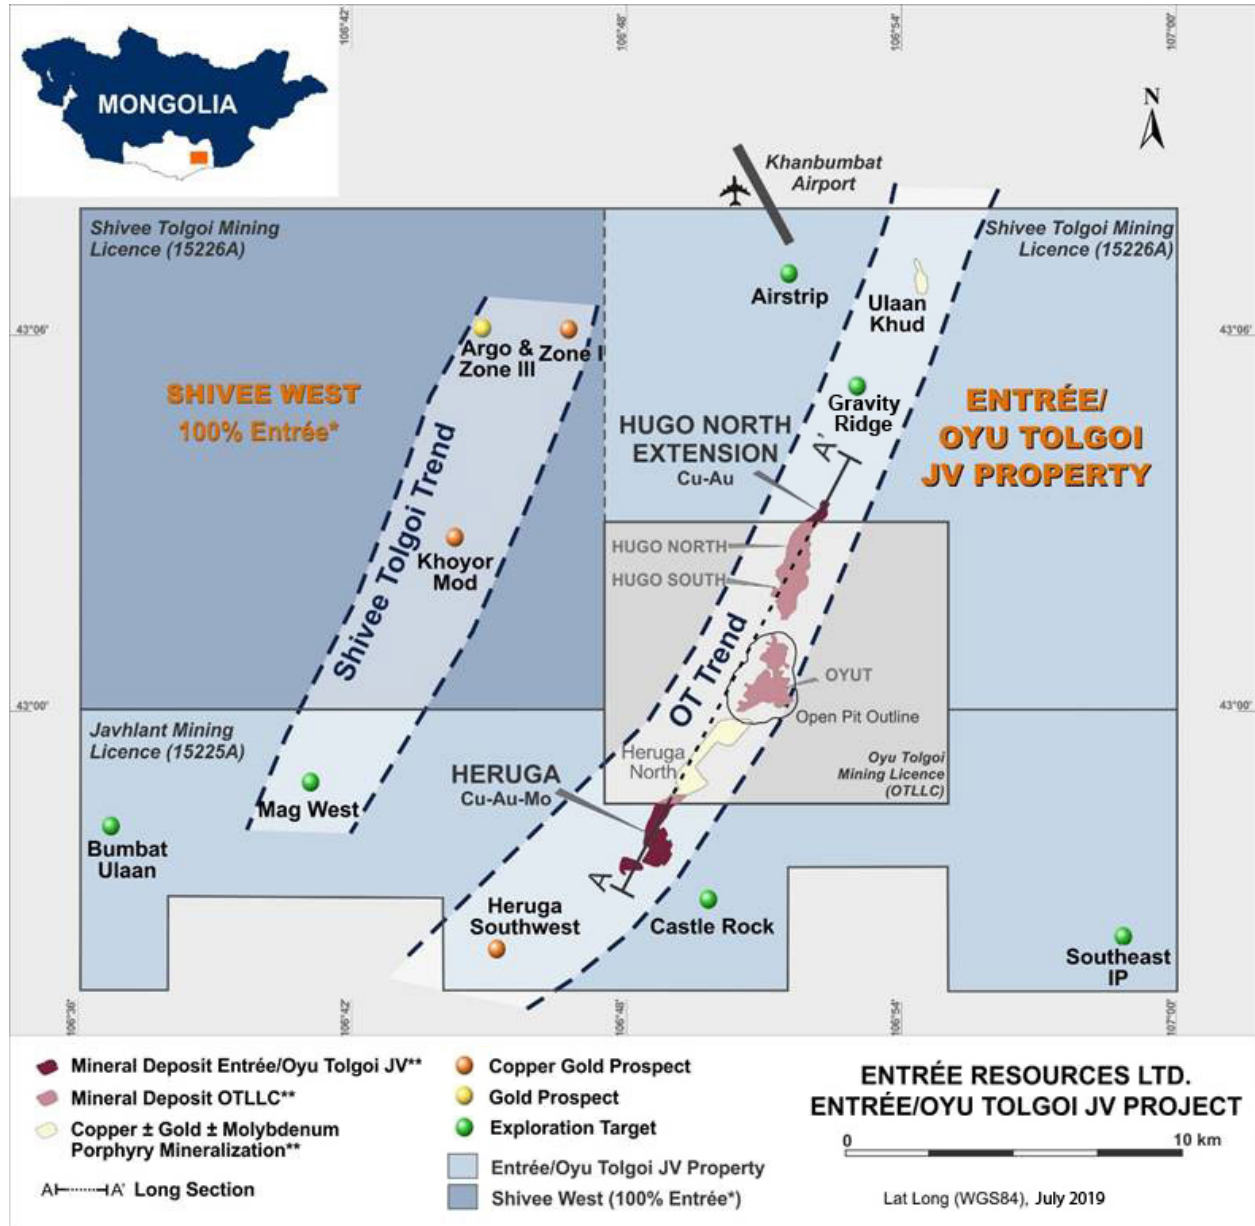 106°42'
106°48'
106°54'
107°00'
MONGOLIA
N
Khanbumbat
Airport
Shivee Tolgoi Mining
Licence (15226A)
Shivee Tolgoi Mining
Licence (15226A)
Airstrip
Ulaan
Khud
43°06'
43°06'
Argo &
Zone III
Zone I
SHIVEE WEST
100% Entrée*
Gravity
Ridge
ENTRÉE/
OYU TOLGOI
JV PROPERTY
HUGO NORTH
EXTENSION
Cu-Au
A'
Shivee Tolgoi Trend
Khoyor
Mod
HUGO NORTH
HUGO SOUTH
OT Trend
OYUT
Open Pit Outline
43°00'
43°00'
Javhlant Mining
Licence (15225A)
Heruga
North
Oyu Tolgoi
Mining Licence
(OTLLC)
HERUGA
Cu-Au-Mo
Mag West
Bumbat
Ulaan
A
Heruga
Southwest
Castle Rock
Southeast
IP
106°36'
106°42'
106°48'
106°54'
107°00'
Mineral Deposit Entrée/Oyu Tolgoi JV**
Mineral Deposit OTLLC**
Copper ± Gold ± Molybdenum
Porphyry Mineralization**
A A' Long Section
Copper Gold Prospect
Gold Prospect
Exploration Target
Entrée/Oyu Tolgoi JV Property
Shivee West (100% Entrée*)
ENTRÉE RESOURCES LTD.
ENTRÉE/OYU TOLGOI JV PROJECT
0 10 km
Lat Long (WGS84), July 2019